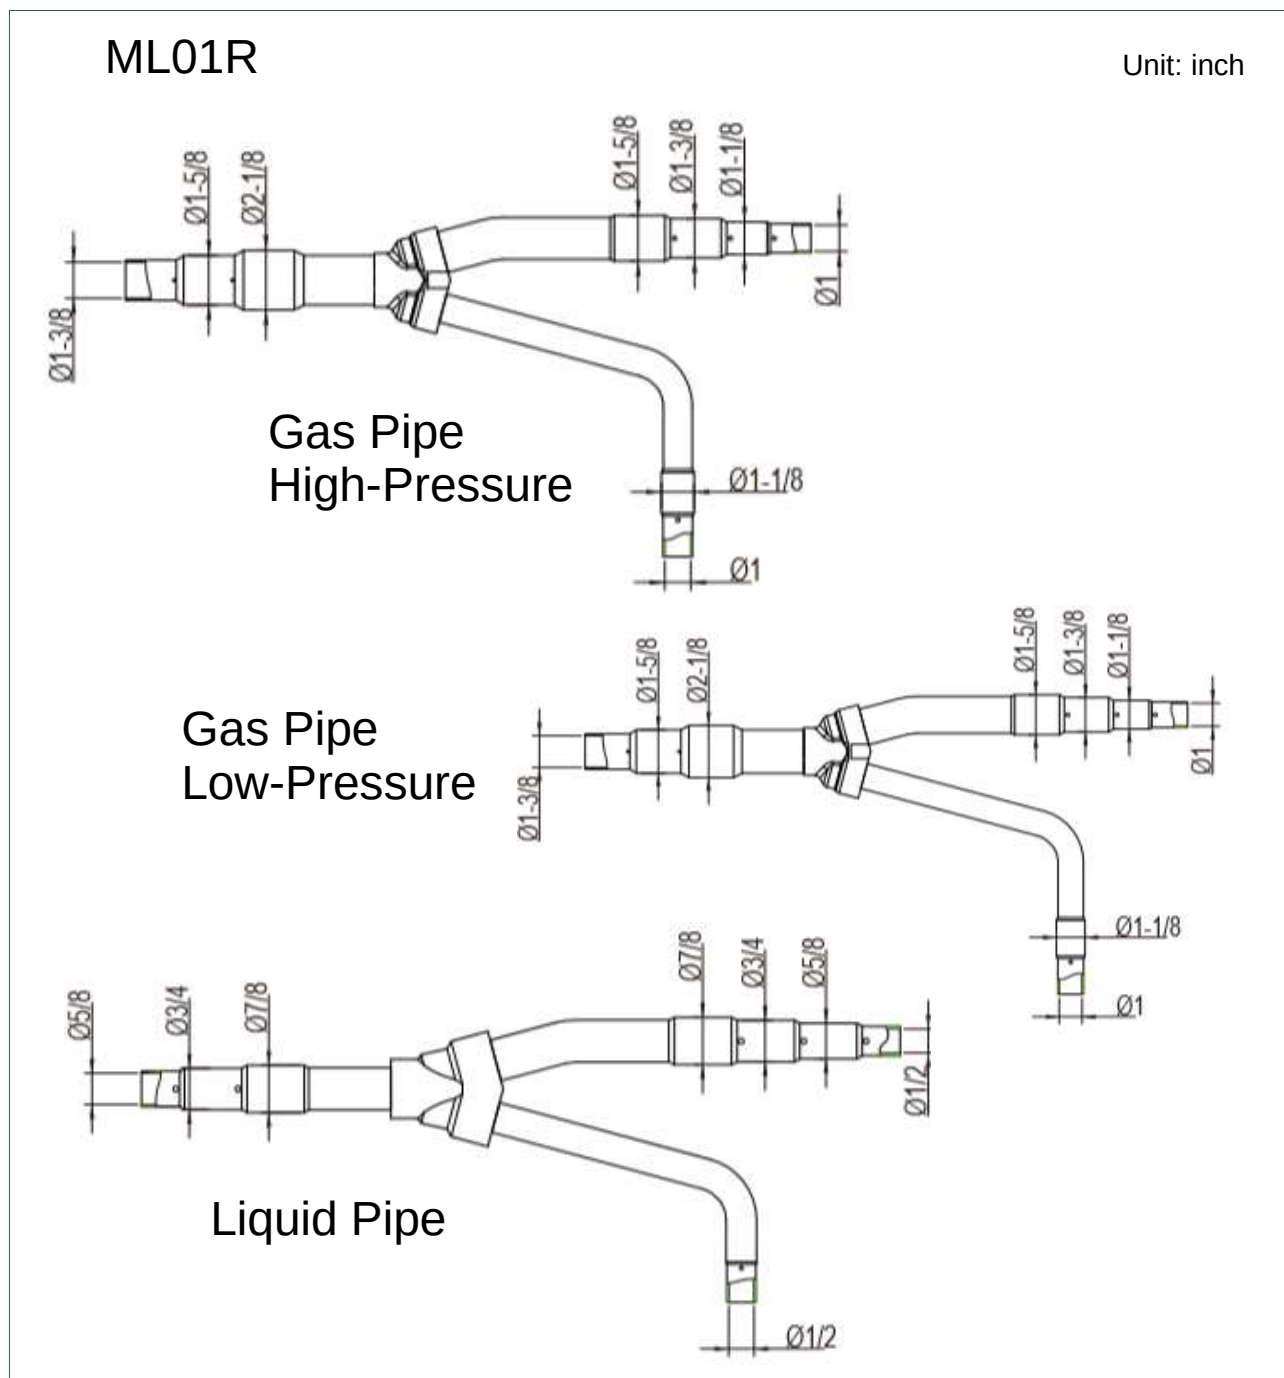 ML01R
Unit: inch
Ø1-5/8
Ø2-1/8
Ø1-5/8
Ø1-3/8
Ø1-1/8
Ø1
Ø1-3/8
Gas Pipe
High-Pressure
Ø1-1/8
Ø1
Ø1-5/8
Ø2-1/8
Ø1-5/8
Ø1-3/8
Ø1-1/8
Ø1
Ø1-3/8
Gas Pipe
Low-Pressure
Ø1-1/8
Ø1
Ø5/8
Ø3/4
Ø7/8
Ø7/8
Ø3/4
Ø5/8
Ø1/2
Liquid Pipe
Ø1/2